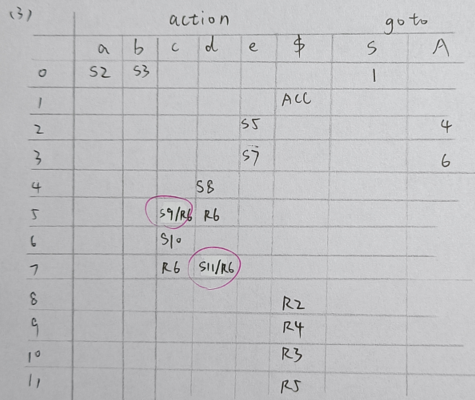 (3) action goto
a b c d e $ S A
0 S2 S3 1
1 ACC
2 S5 4
3 S7 6
4 S8
5 S9/R6 R6
6 S10
7 R6 S11/R6
8 R2
9 R4
10 R3
11 R5